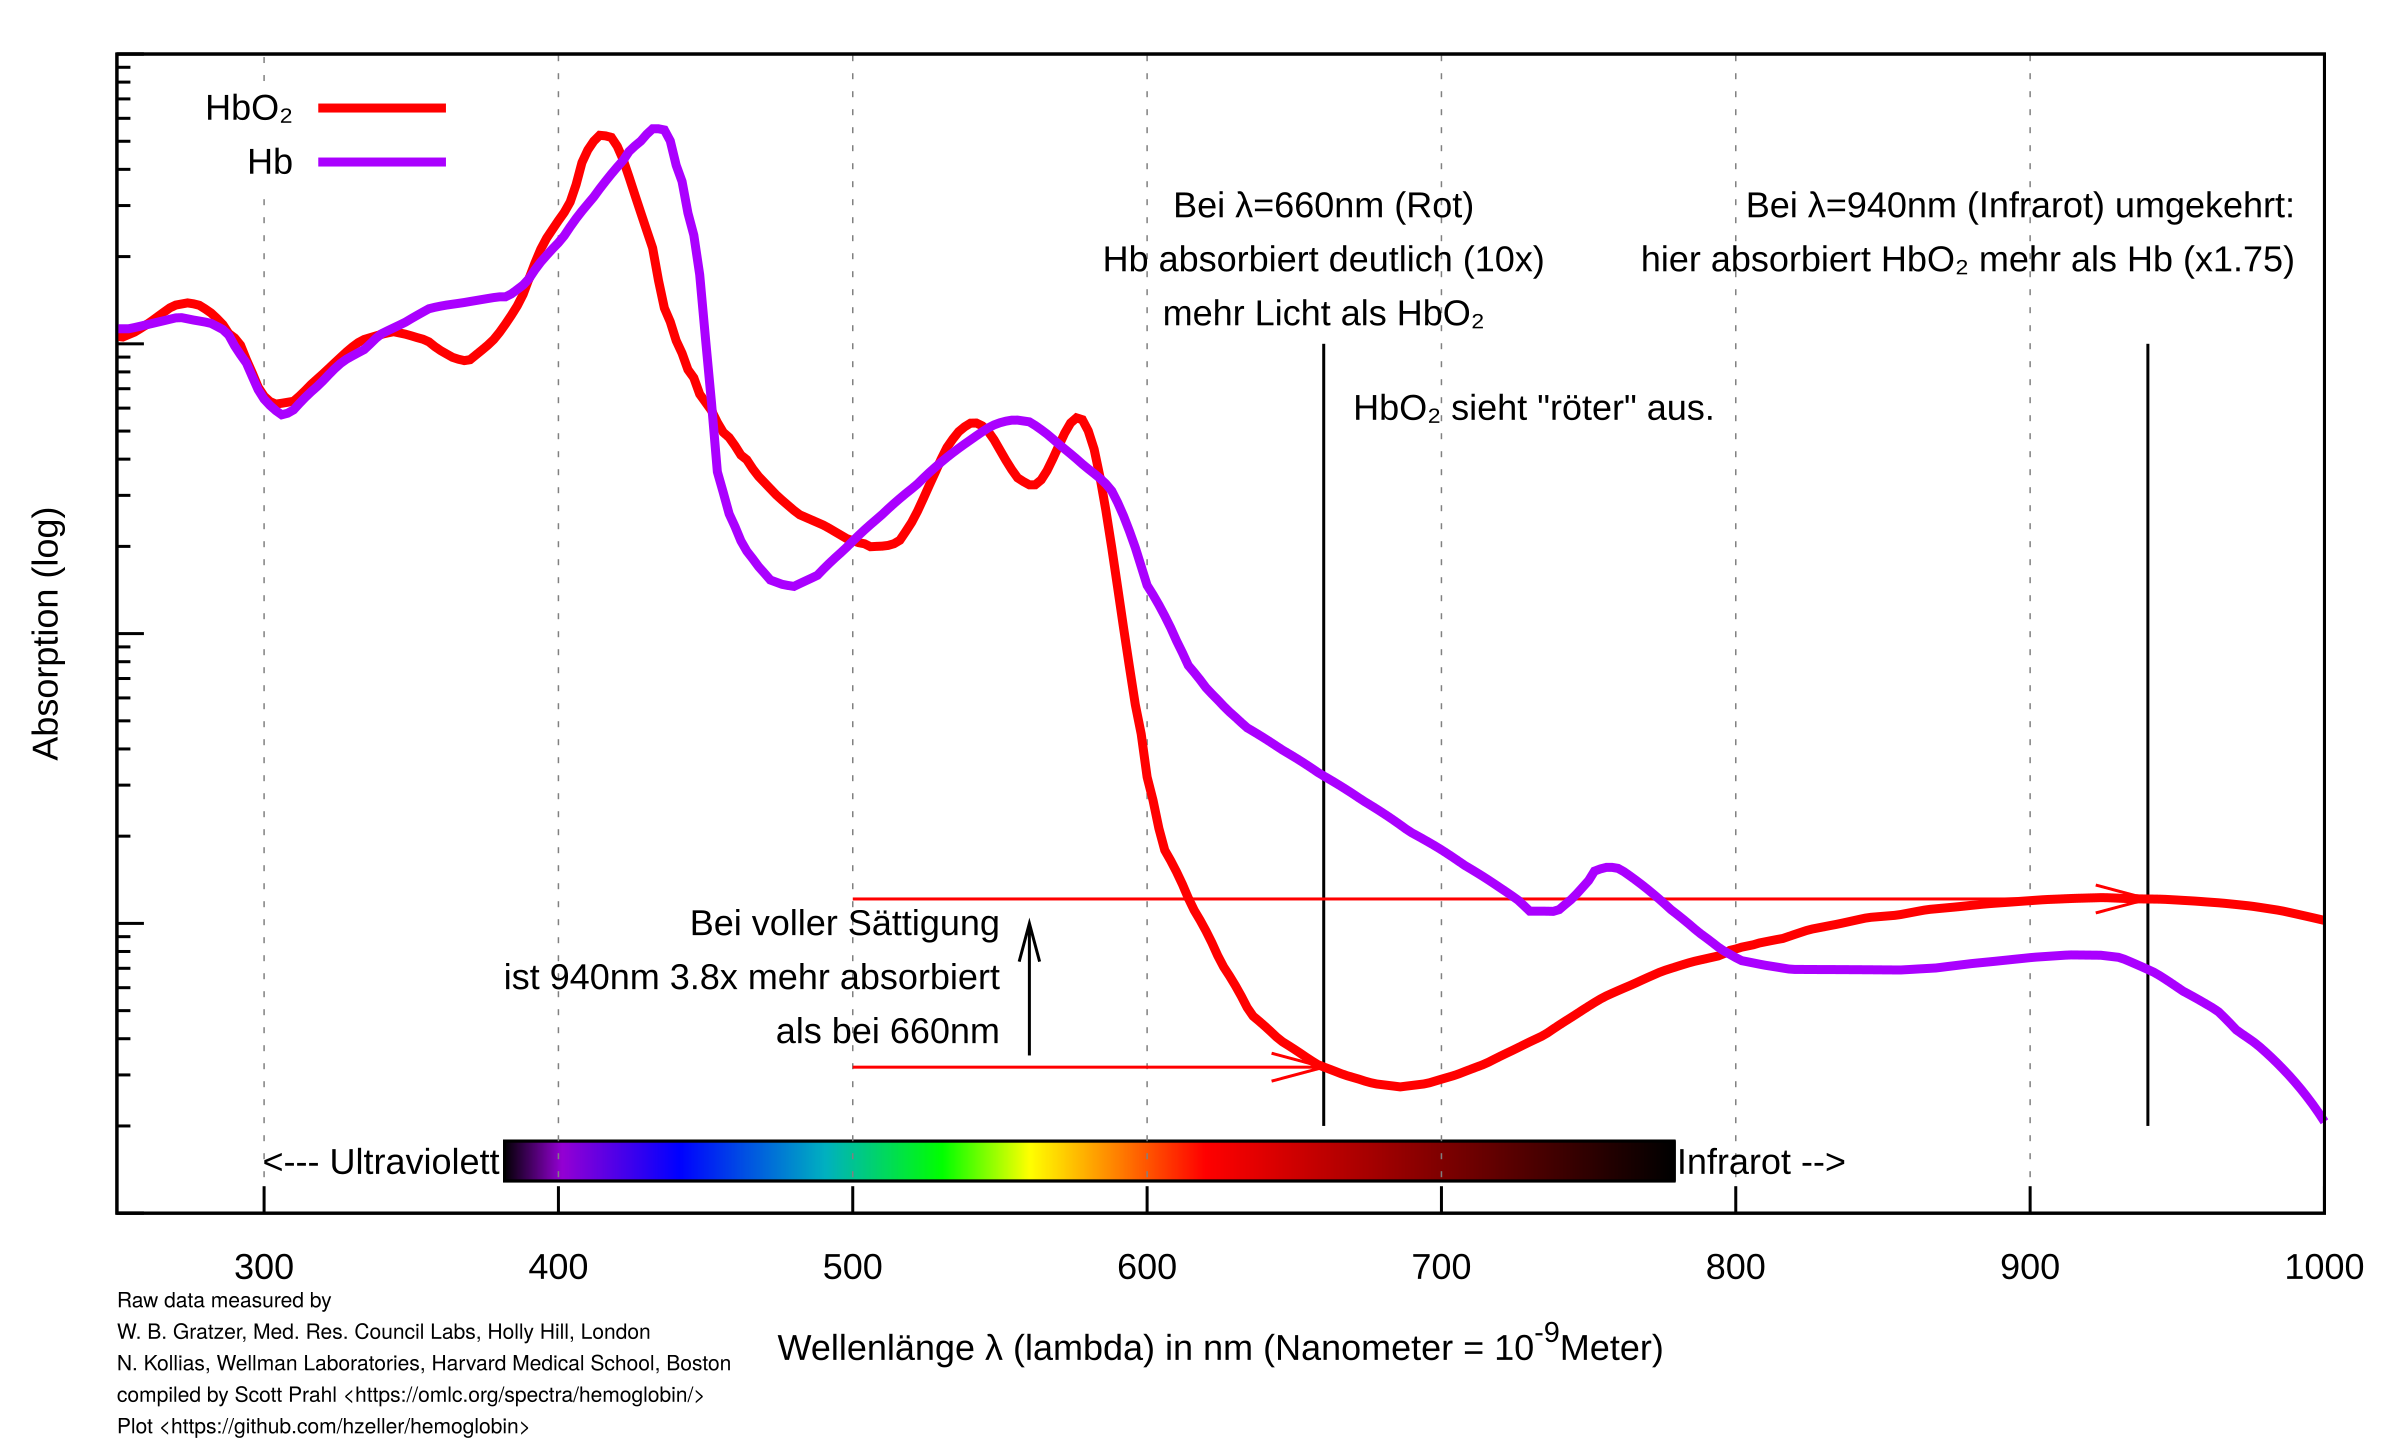 HbO₂
Hb
Bei λ=660nm (Rot)
Hb absorbiert deutlich (10x)
mehr Licht als HbO₂
Bei λ=940nm (Infrarot) umgekehrt:
hier absorbiert HbO₂ mehr als Hb (x1.75)
HbO₂ sieht "röter" aus.
Absorption (log)
Bei voller Sättigung
ist 940nm 3.8x mehr absorbiert
als bei 660nm
<--- Ultraviolett
Infrarot -->
300 400 500 600 700 800 900 1000
Wellenlänge λ (lambda) in nm (Nanometer = 10⁻⁹Meter)
Raw data measured by
W. B. Gratzer, Med. Res. Council Labs, Holly Hill, London
N. Kollias, Wellman Laboratories, Harvard Medical School, Boston
compiled by Scott Prahl <https://omlc.org/spectra/hemoglobin/>
Plot <https://github.com/hzeller/hemoglobin>